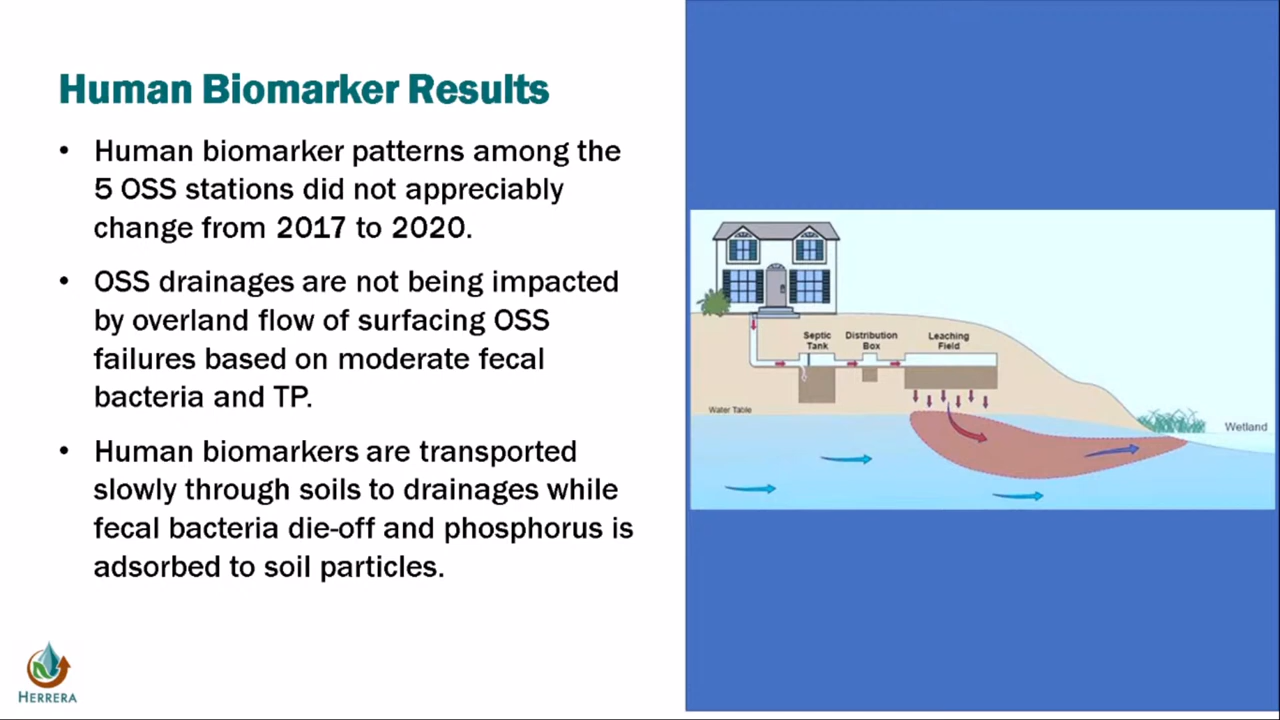 Human Biomarker Results
• Human biomarker patterns among the
5 OSS stations did not appreciably
change from 2017 to 2020.
• OSS drainages are not being impacted
by overland flow of surfacing OSS
failures based on moderate fecal
bacteria and TP.
• Human biomarkers are transported
slowly through soils to drainages while
fecal bacteria die-off and phosphorus is
adsorbed to soil particles.
HERRERA
Septic
Tank
Distribution
Box
Leaching
Field
Water Table
Wetland